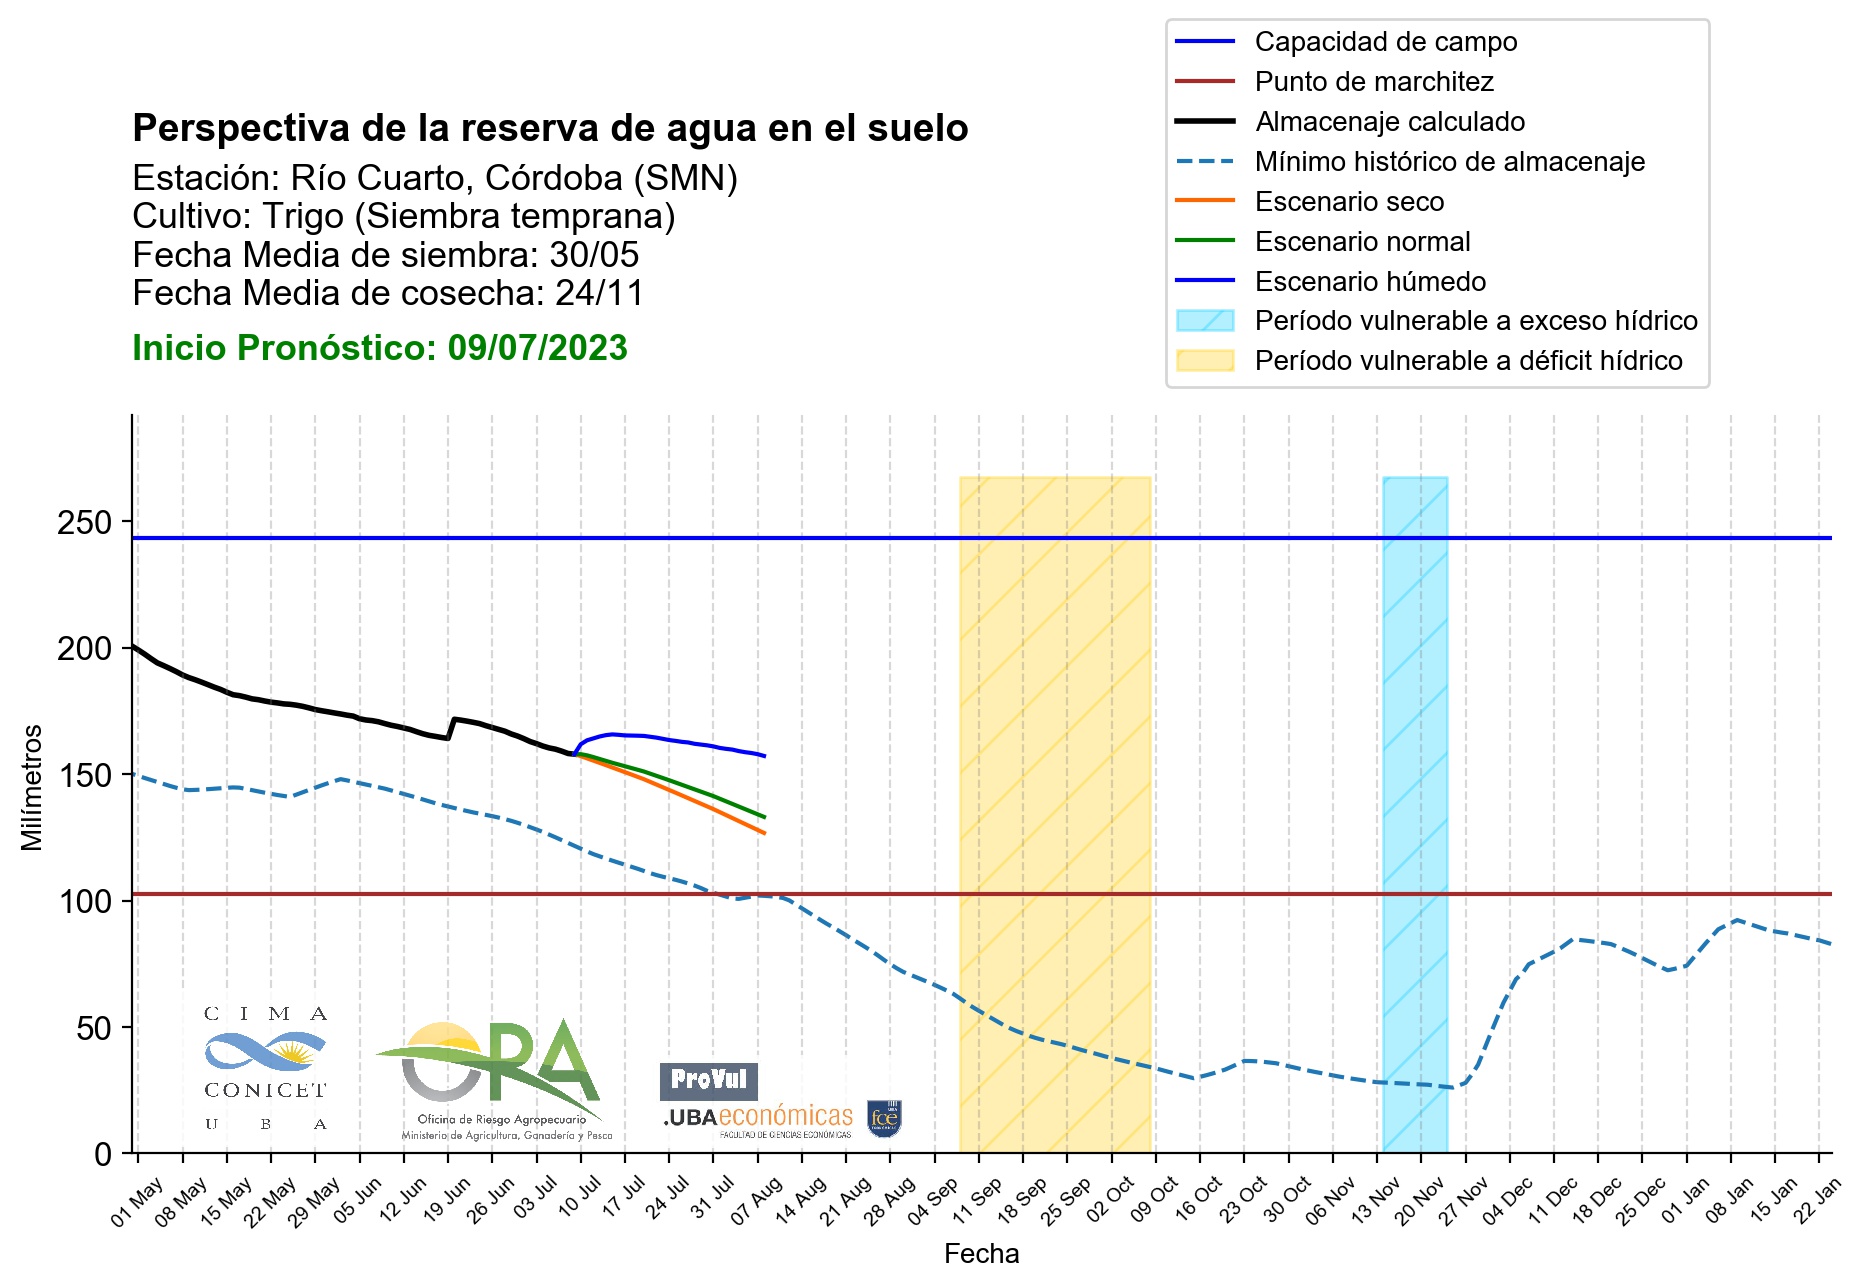 Capacidad de campo
Punto de marchitez
Almacenaje calculado
Mínimo histórico de almacenaje
Escenario seco
Escenario normal
Escenario húmedo
Período vulnerable a exceso hídrico
Período vulnerable a déficit hídrico
Perspectiva de la reserva de agua en el suelo
Estación: Río Cuarto, Córdoba (SMN)
Cultivo: Trigo (Siembra temprana)
Fecha Media de siembra: 30/05
Fecha Media de cosecha: 24/11
Inicio Pronóstico: 09/07/2023
Milímetros
250
200
150
100
50
0
CIMA
CONICET
UBA
ORA
Oficina de Riesgo Agropecuario
Ministerio de Agricultura, Ganadería y Pesca
ProVul
.UBAeconómicas
FACULTAD DE CIENCIAS ECONÓMICAS
fce
01 May
08 May
15 May
22 May
29 May
05 Jun
12 Jun
19 Jun
26 Jun
03 Jul
10 Jul
17 Jul
24 Jul
31 Jul
07 Aug
14 Aug
21 Aug
28 Aug
04 Sep
11 Sep
18 Sep
25 Sep
02 Oct
09 Oct
16 Oct
23 Oct
30 Oct
06 Nov
13 Nov
20 Nov
27 Nov
04 Dec
11 Dec
18 Dec
25 Dec
01 Jan
08 Jan
15 Jan
22 Jan
Fecha